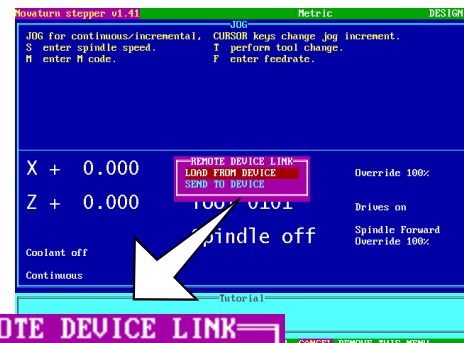 Novaturn stepper v1.41 Metric DESIGN
JOG
JOG for continuous/incremental, CURSOR keys change jog increment.
S enter spindle speed. T perform tool change.
M enter M code. F enter feedrate.
REMOTE DEVICE LINK
LOAD FROM DEVICE
SEND TO DEVICE
X + 0.000 Override 100%
Z + 0.000 Tool 0101 Drives on
Spindle off Spindle Forward
Override 100%
Coolant off
Continuous
Tutorial
OTE DEVICE LINK
CANCEL REMOVE THIS MENU